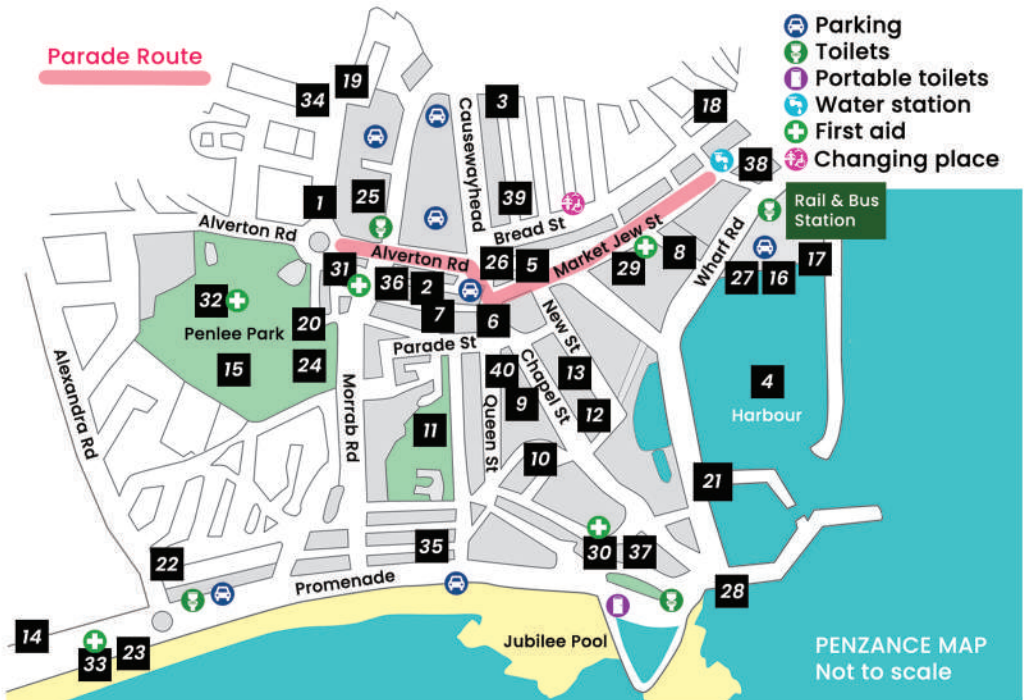 Parade Route
Parking
Toilets
Portable toilets
Water station
First aid
Changing place
19
34
3
18
38
Causewayhead
1
25
39
Rail & Bus
Station
Alverton Rd
Bread St
Alverton Rd
Market Jew St
Wharf Rd
31
36
2
26
5
29
8
27
16
17
32
20
7
6
New St
Penlee Park
Parade St
15
24
40
13
4
Harbour
Alexandra Rd
Morrab Rd
Queen St
Chapel St
9
12
11
10
21
35
30
37
22
28
Promenade
14
33
23
Jubilee Pool
PENZANCE MAP
Not to scale